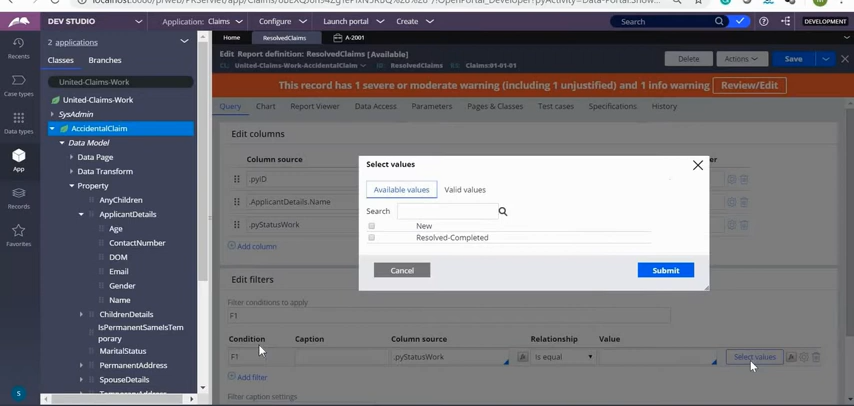 DEV STUDIO
Application: Claims
Configure
Launch portal
Create
Search
DEVELOPMENT
Recents
Case types
Data types
App
Records
Favorites
S
2 applications
Classes
Branches
United-Claims-Work
United-Claims-Work
SysAdmin
AccidentalClaim
Data Model
Data Page
Data Transform
Property
AnyChildren
ApplicantDetails
Age
ContactNumber
DOM
Email
Gender
Name
ChildrenDetails
IsPermanentSameIsTem
porary
MaritalStatus
PermanentAddress
SpouseDetails
Home
ResolvedClaims
A-2001
Edit Report definition: ResolvedClaims [Available]
CL: United-Claims-Work-AccidentalClaim
ID: ResolvedClaims
RS: Claims:01-01-01
Delete
Actions
Save
This record has 1 severe or moderate warning (including 1 unjustified) and 1 info warning
Review/Edit
Query
Chart
Report Viewer
Data Access
Parameters
Pages & Classes
Test cases
Specifications
History
Edit columns
Column source
.pyID
.ApplicantDetails.Name
.pyStatusWork
Add column
Select values
Available values
Valid values
Search
New
Resolved-Completed
Cancel
Submit
Edit filters
Filter conditions to apply
F1
Condition
Caption
Column source
Relationship
Value
F1
.pyStatusWork
Is equal
Select values
Add filter
Filter caption settings